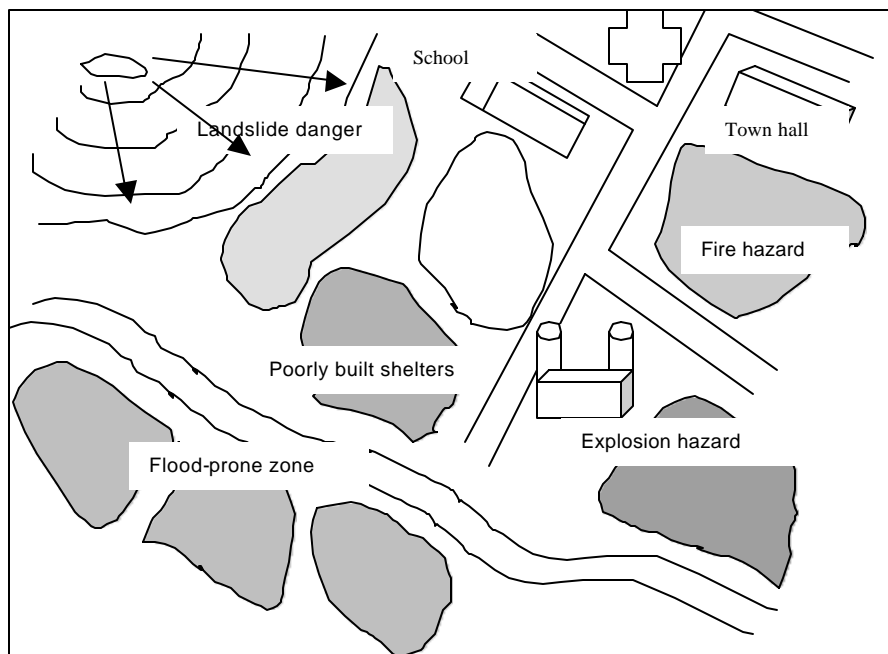 School
Landslide danger
Town hall
Fire hazard
Poorly built shelters
Explosion hazard
Flood-prone zone